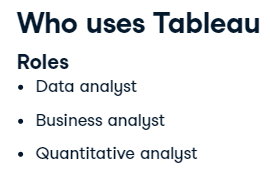 Who uses Tableau
Roles
• Data analyst
• Business analyst
• Quantitative analyst